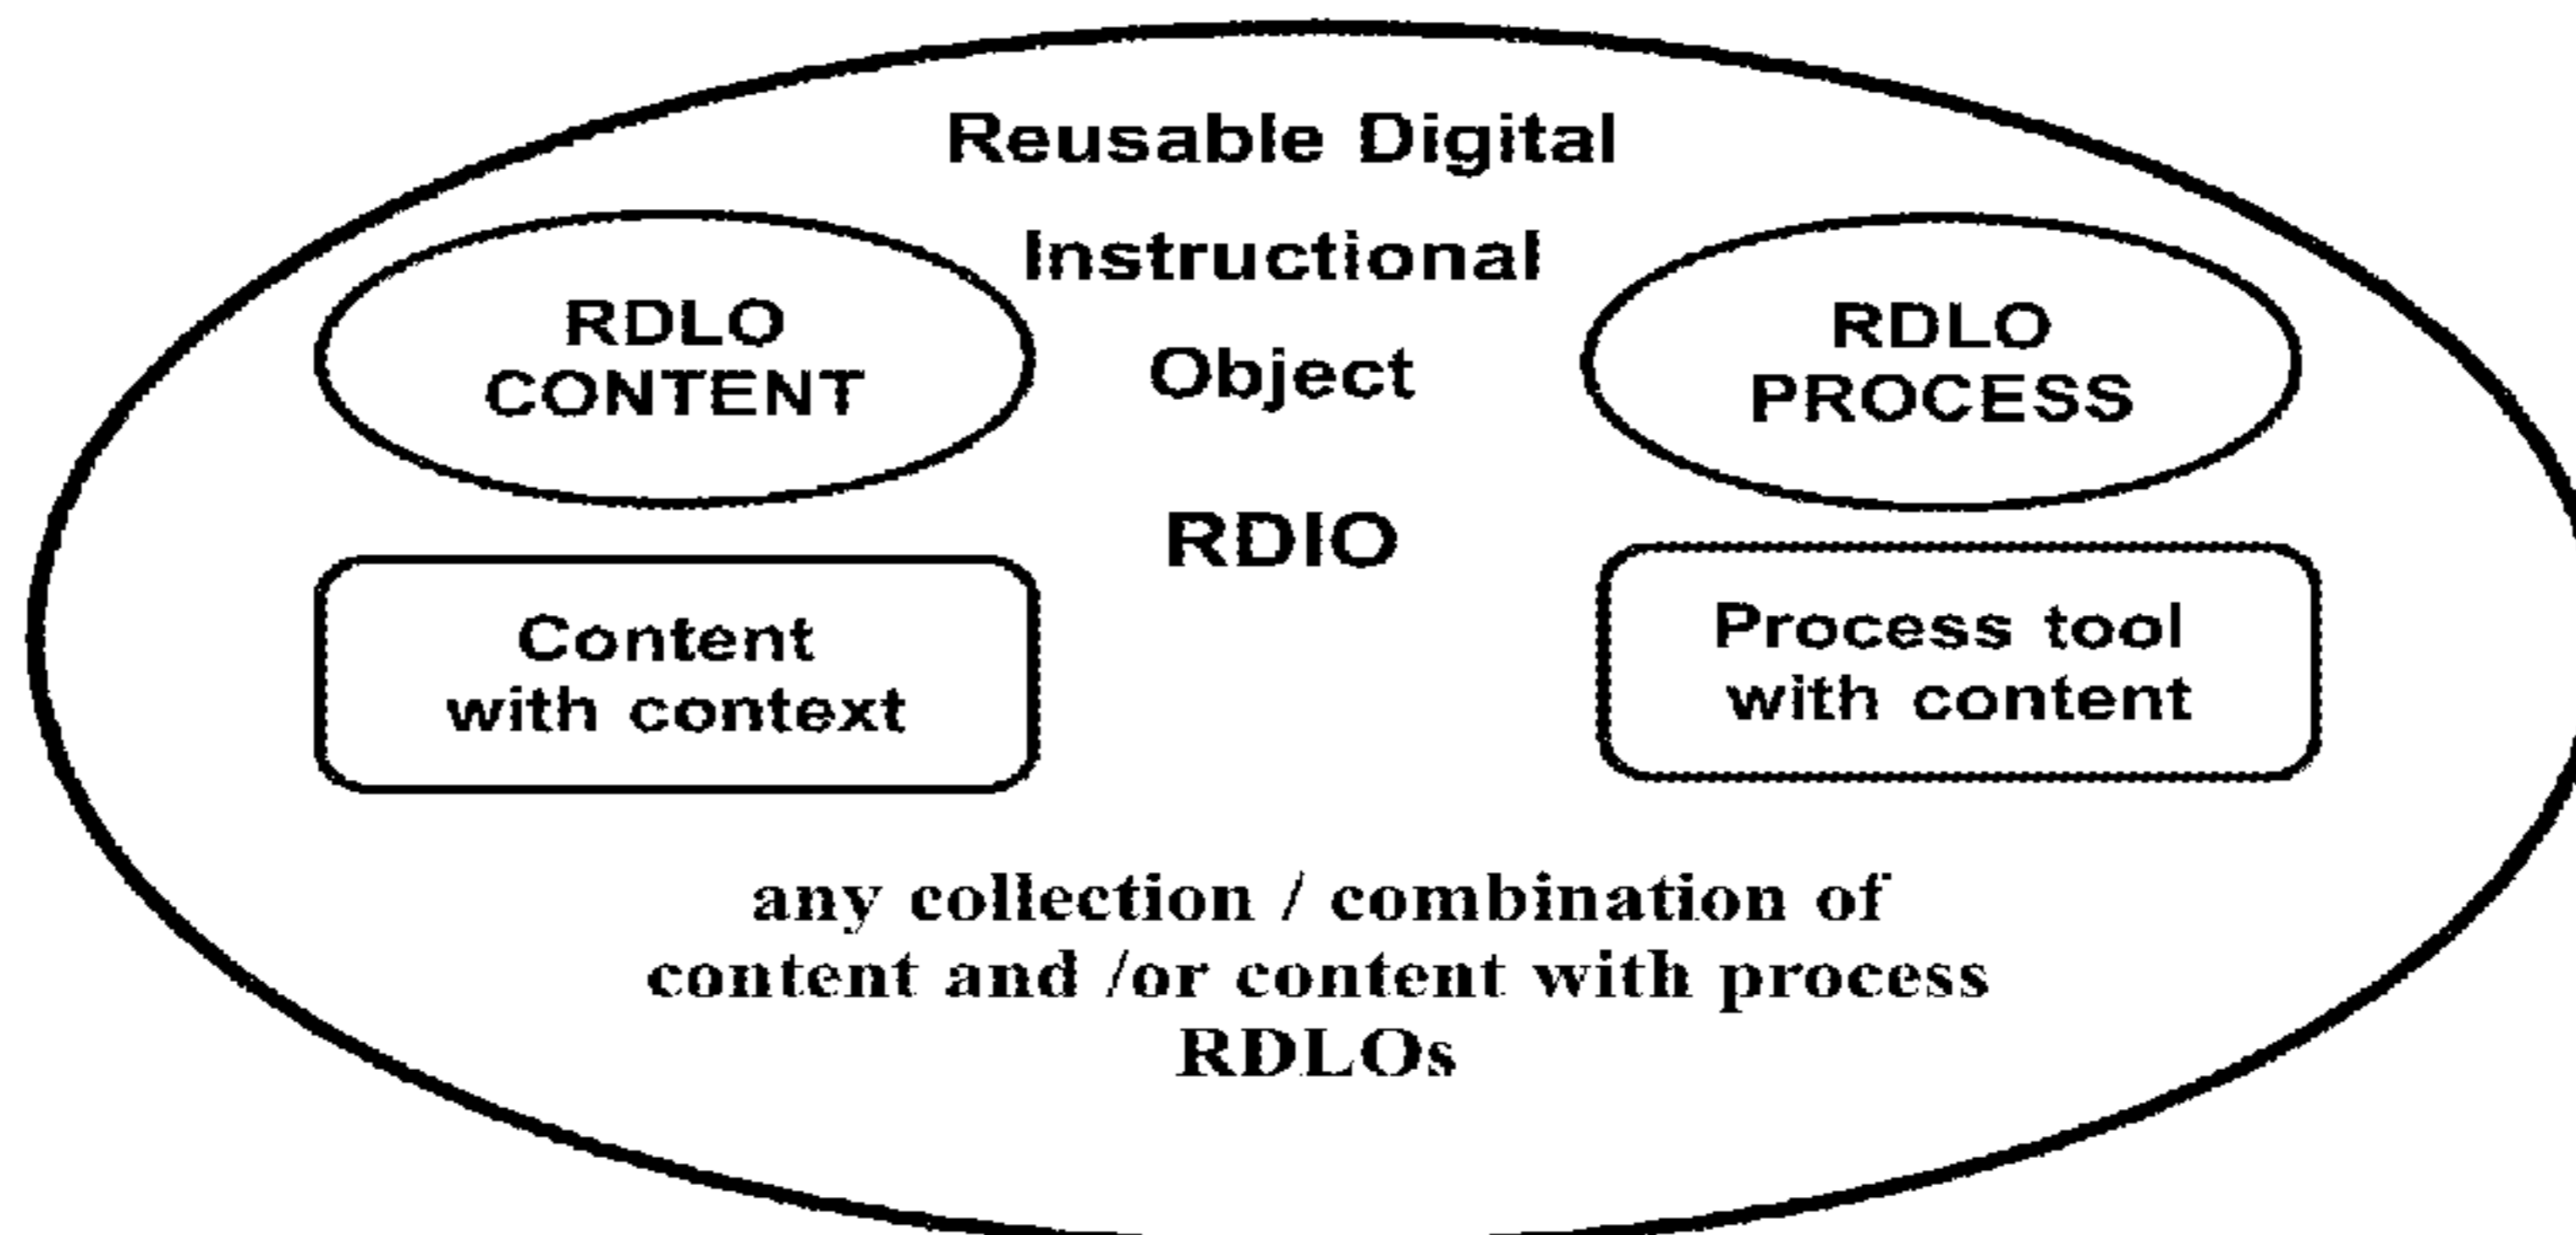 Reusable Digital
Instructional
Object
RDIO
RDLO
CONTENT
Content
with context
RDLO
PROCESS
Process tool
with content
any collection / combination of
content and /or content with process
RDLOs